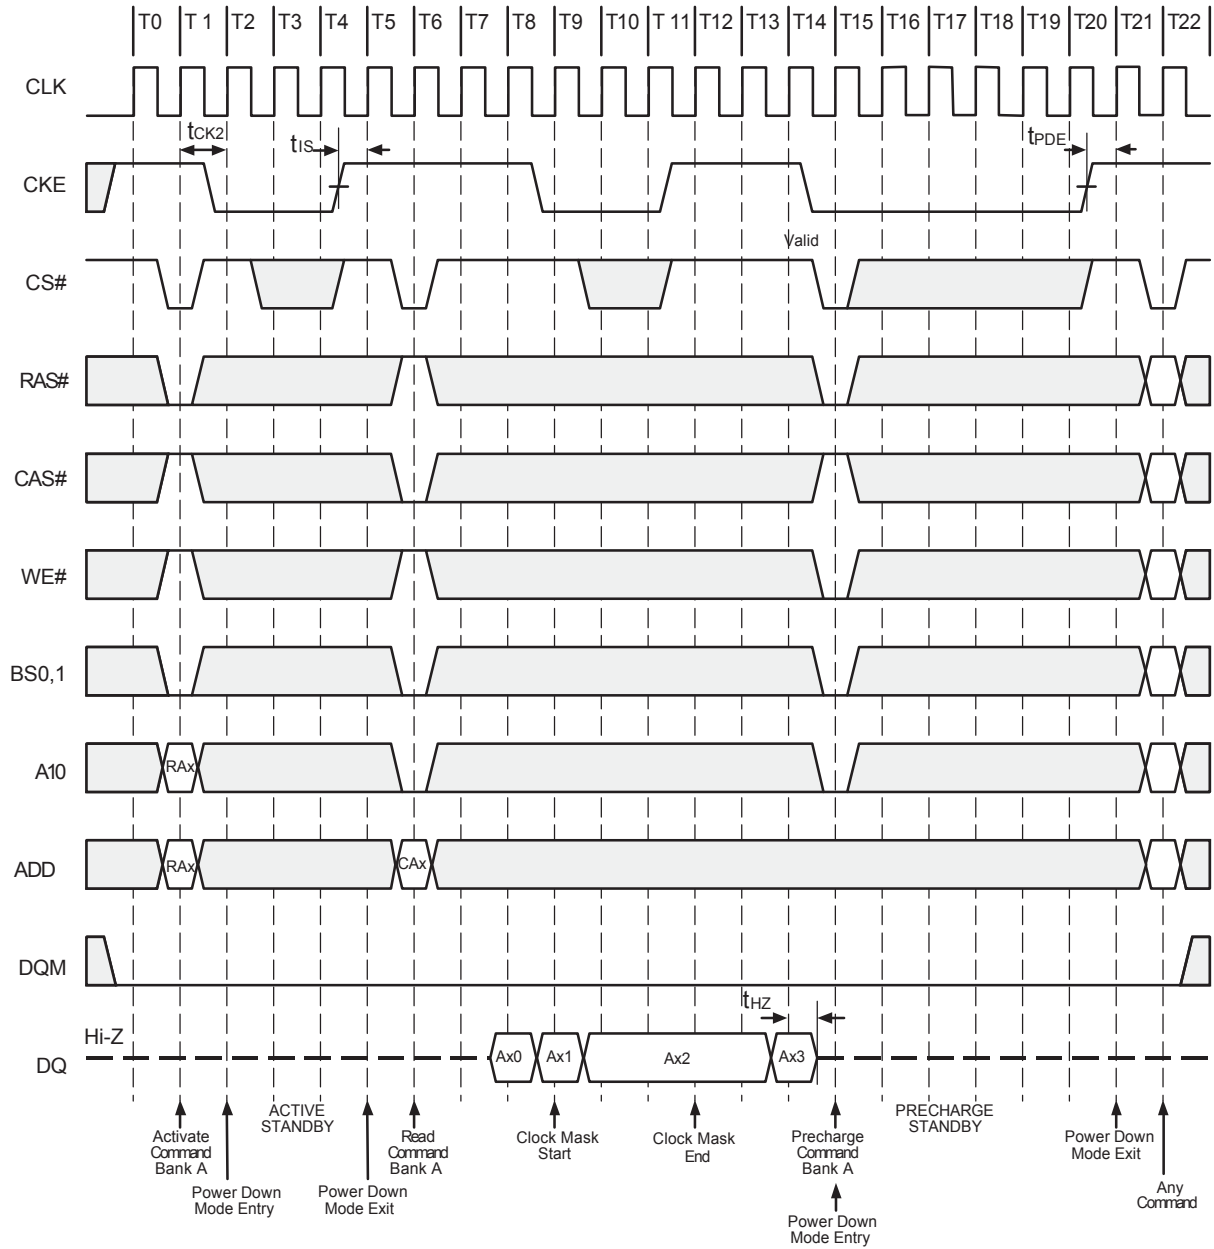 T0 T 1 T2 T3 T4 T5 T6 T7 T8 T9 T10 T 11 T12 T13 T14 T15 T16 T17 T18 T19 T20 T21 T22
CLK
tCK2
tIS
tPDE
CKE
Valid
CS#
RAS#
CAS#
WE#
BS0,1
A10
RAx
ADD
RAx
CAx
DQM
tHZ
Hi-Z
DQ
Ax0
Ax1
Ax2
Ax3
Activate
Command
Bank A
Power Down
Mode Entry
ACTIVE
STANDBY
Power Down
Mode Exit
Read
Command
Bank A
Clock Mask
Start
Clock Mask
End
Precharge
Command
Bank A
Power Down
Mode Entry
PRECHARGE
STANDBY
Power Down
Mode Exit
Any
Command